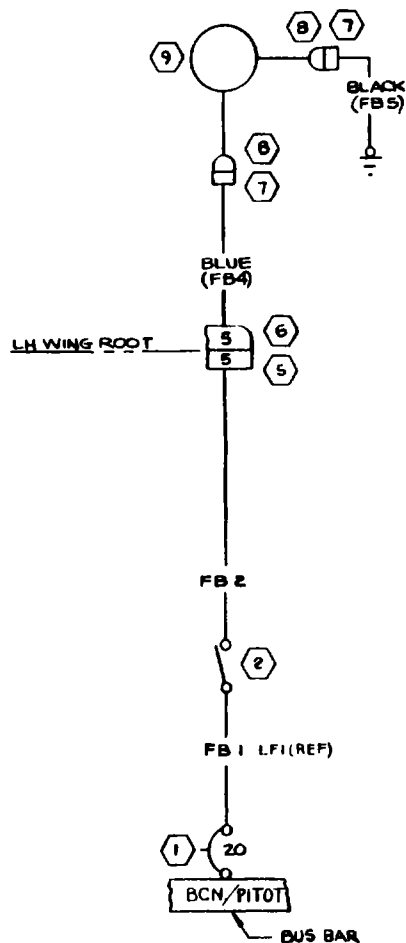 9
8 7
BLACK
(FB5)
8
7
BLUE
(FB4)
LH WING ROOT
5 6
5 5
FB 2
2
FB 1 LF1(REF)
1 20
BCN/PITOT
BUS BAR